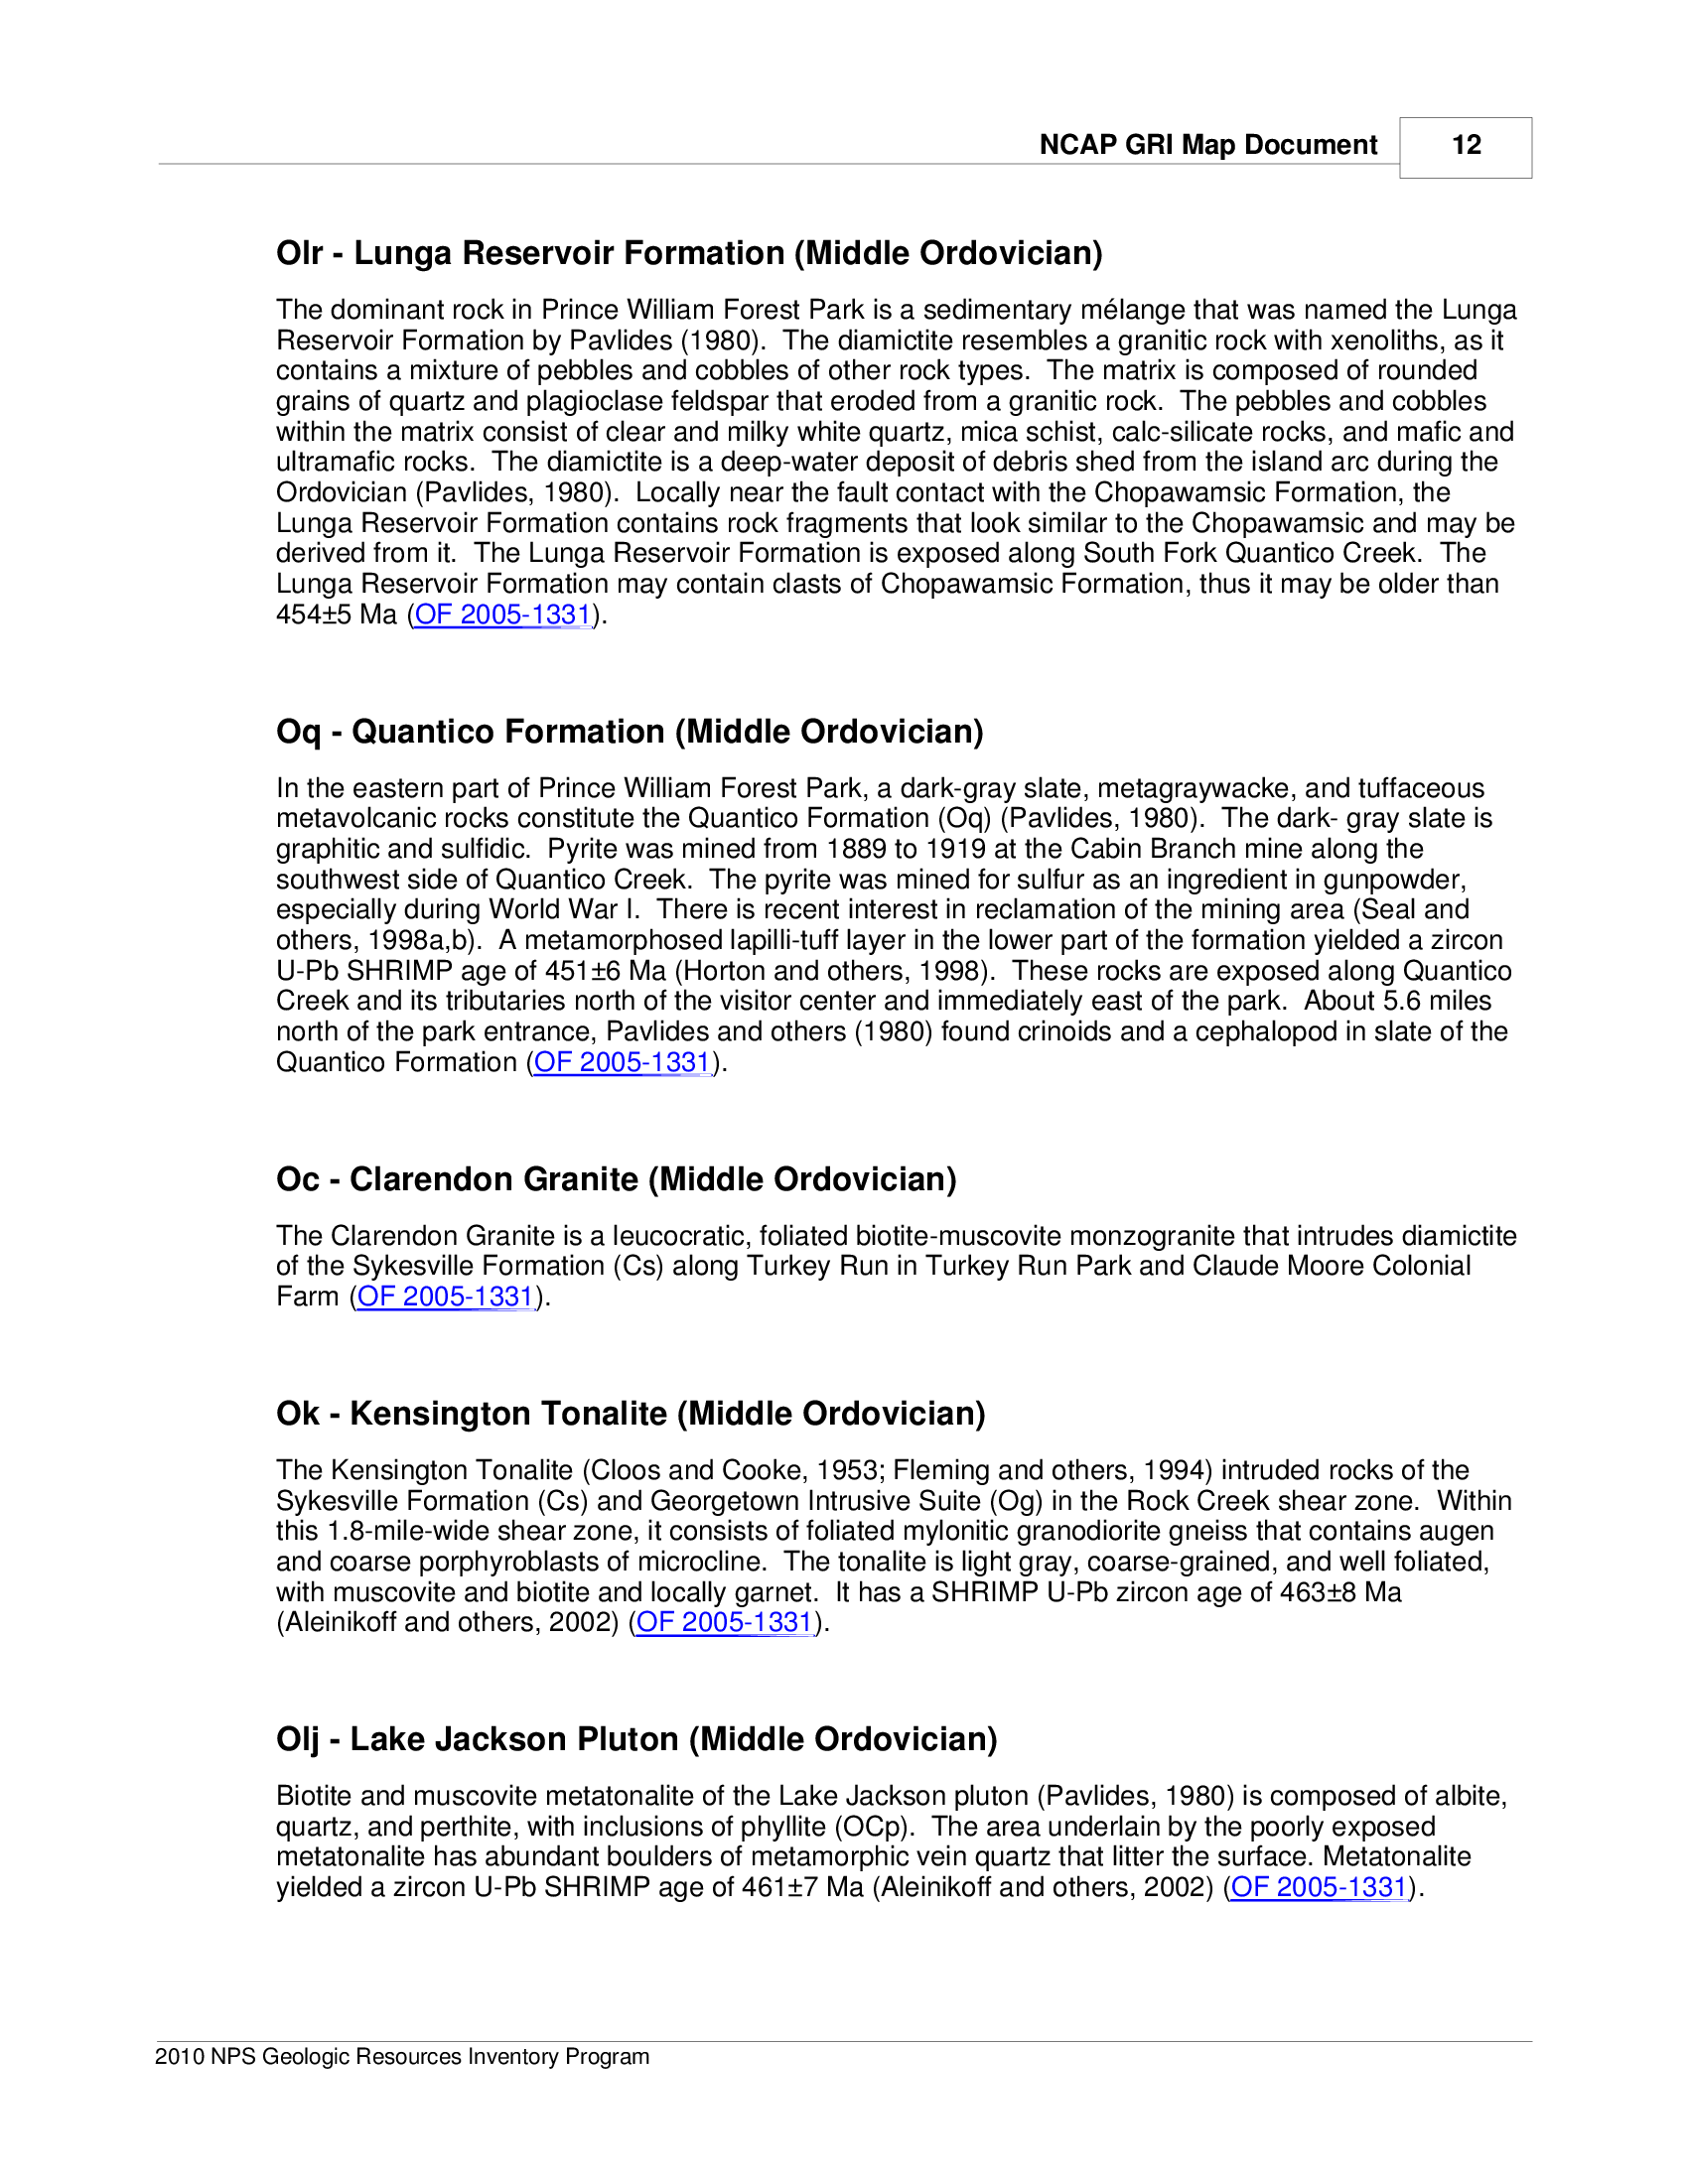 NCAP GRI Map Document 12
Olr - Lunga Reservoir Formation (Middle Ordovician)
The dominant rock in Prince William Forest Park is a sedimentary mélange that was named the Lunga
Reservoir Formation by Pavlides (1980).  The diamictite resembles a granitic rock with xenoliths, as it
contains a mixture of pebbles and cobbles of other rock types.  The matrix is composed of rounded
grains of quartz and plagioclase feldspar that eroded from a granitic rock.  The pebbles and cobbles
within the matrix consist of clear and milky white quartz, mica schist, calc-silicate rocks, and mafic and
ultramafic rocks.  The diamictite is a deep-water deposit of debris shed from the island arc during the
Ordovician (Pavlides, 1980).  Locally near the fault contact with the Chopawamsic Formation, the
Lunga Reservoir Formation contains rock fragments that look similar to the Chopawamsic and may be
derived from it.  The Lunga Reservoir Formation is exposed along South Fork Quantico Creek.  The
Lunga Reservoir Formation may contain clasts of Chopawamsic Formation, thus it may be older than
454±5 Ma (OF 2005-1331).
Oq - Quantico Formation (Middle Ordovician)
In the eastern part of Prince William Forest Park, a dark-gray slate, metagraywacke, and tuffaceous
metavolcanic rocks constitute the Quantico Formation (Oq) (Pavlides, 1980).  The dark- gray slate is
graphitic and sulfidic.  Pyrite was mined from 1889 to 1919 at the Cabin Branch mine along the
southwest side of Quantico Creek.  The pyrite was mined for sulfur as an ingredient in gunpowder,
especially during World War I.  There is recent interest in reclamation of the mining area (Seal and
others, 1998a,b).  A metamorphosed lapilli-tuff layer in the lower part of the formation yielded a zircon
U-Pb SHRIMP age of 451±6 Ma (Horton and others, 1998).  These rocks are exposed along Quantico
Creek and its tributaries north of the visitor center and immediately east of the park.  About 5.6 miles
north of the park entrance, Pavlides and others (1980) found crinoids and a cephalopod in slate of the
Quantico Formation (OF 2005-1331).
Oc - Clarendon Granite (Middle Ordovician)
The Clarendon Granite is a leucocratic, foliated biotite-muscovite monzogranite that intrudes diamictite
of the Sykesville Formation (Cs) along Turkey Run in Turkey Run Park and Claude Moore Colonial
Farm (OF 2005-1331).
Ok - Kensington Tonalite (Middle Ordovician)
The Kensington Tonalite (Cloos and Cooke, 1953; Fleming and others, 1994) intruded rocks of the
Sykesville Formation (Cs) and Georgetown Intrusive Suite (Og) in the Rock Creek shear zone.  Within
this 1.8-mile-wide shear zone, it consists of foliated mylonitic granodiorite gneiss that contains augen
and coarse porphyroblasts of microcline.  The tonalite is light gray, coarse-grained, and well foliated,
with muscovite and biotite and locally garnet.  It has a SHRIMP U-Pb zircon age of 463±8 Ma
(Aleinikoff and others, 2002) (OF 2005-1331).
Olj - Lake Jackson Pluton (Middle Ordovician)
Biotite and muscovite metatonalite of the Lake Jackson pluton (Pavlides, 1980) is composed of albite,
quartz, and perthite, with inclusions of phyllite (OCp).  The area underlain by the poorly exposed
metatonalite has abundant boulders of metamorphic vein quartz that litter the surface. Metatonalite
yielded a zircon U-Pb SHRIMP age of 461±7 Ma (Aleinikoff and others, 2002) (OF 2005-1331).
2010 NPS Geologic Resources Inventory Program